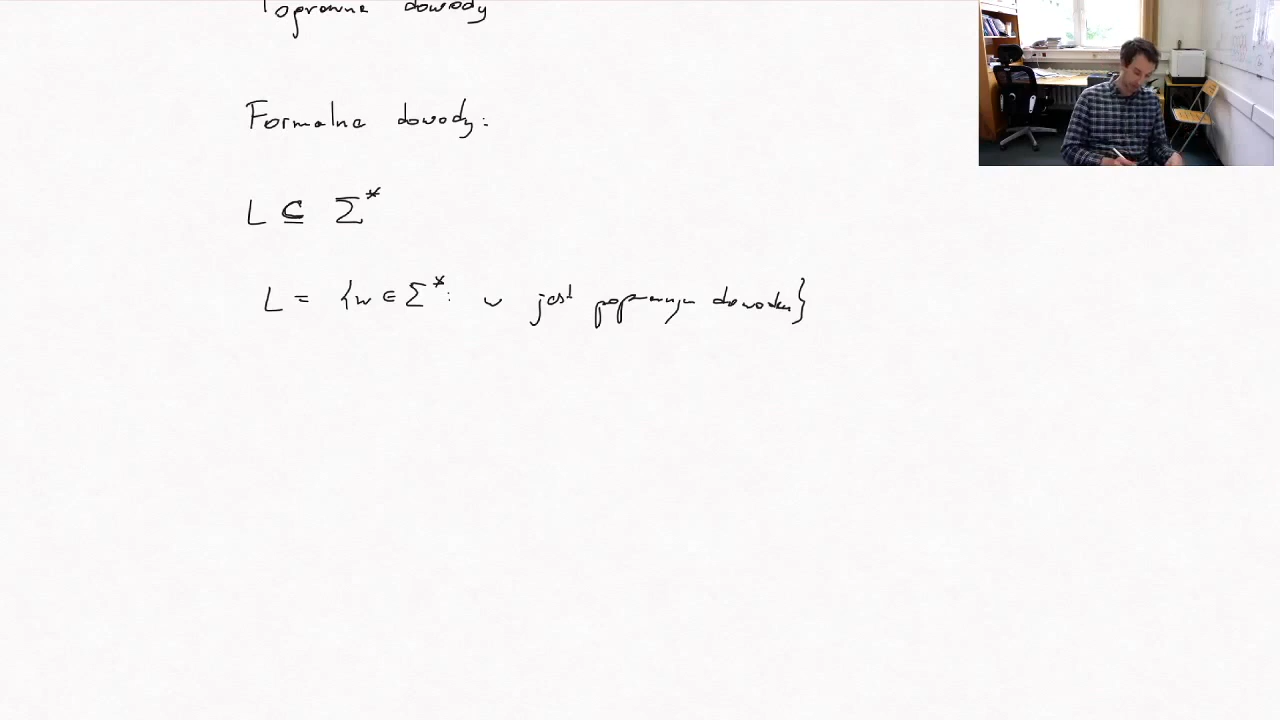 Poprawne dowody
Formalne dowody:
L ⊆ Σ*
L = {w ∈ Σ*: w jest poprawnym dowodem}